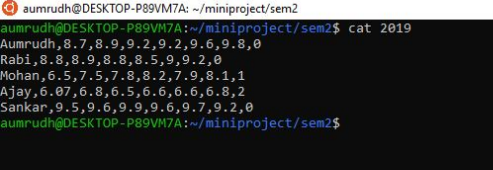 aumrudh@DESKTOP-P89VM7A: ~/miniproject/sem2
aumrudh@DESKTOP-P89VM7A:~/miniproject/sem2$ cat 2019
Aumrudh,8.7,8.9,9.2,9.2,9.6,9.8,0
Rabi,8.8,8.9,8.8,8.5,9,9.2,0
Mohan,6.5,7.5,7.8,8.2,7.9,8.1,1
Ajay,6.07,6.8,6.5,6.6,6.6,6.8,2
Sankar,9.5,9.6,9.9,9.6,9.7,9.2,0
aumrudh@DESKTOP-P89VM7A:~/miniproject/sem2$